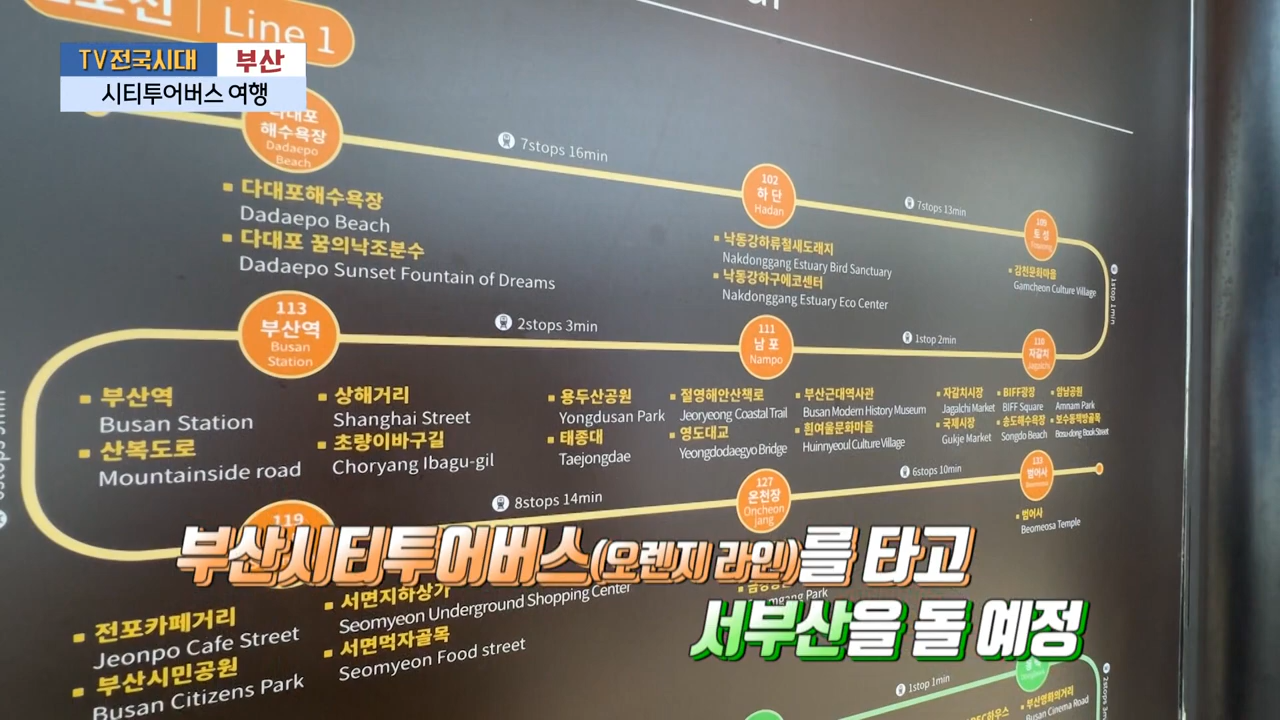 Line 1
TV전국시대 부산
시티투어버스 여행
해수욕장
Dadaepo
Beach
7stops 16min
102
하단
Hadan
7stops 13min
109
토성
다대포해수욕장
Dadaepo Beach
다대포 꿈의낙조분수
Dadaepo Sunset Fountain of Dreams
낙동강하류철새도래지
Nakdonggang Estuary Bird Sanctuary
낙동강하구에코센터
Nakdonggang Estuary Eco Center
감천문화마을
Gamcheon Culture Village
1stop 1min
113
부산역
Busan
Station
2stops 3min
111
남포
Nampo
1stop 2min
110
자갈치
Jagalchi
부산역
Busan Station
산복도로
Mountainside road
상해거리
Shanghai Street
초량이바구길
Choryang Ibagu-gil
용두산공원
Yongdusan Park
태종대
Taejongdae
절영해안산책로
Jeoryeong Coastal Trail
영도대교
Yeongdodaegyo Bridge
부산근대역사관
Busan Modern History Museum
흰여울문화마을
Huinnyeoul Culture Village
자갈치시장
Jagalchi Market
국제시장
Gukje Market
BIFF광장
BIFF Square
송도해수욕장
Songdo Beach
암남공원
Amnam Park
보수동책방골목
Bosu-dong Book Street
119
8stops 14min
127
온천장
Oncheon
jang
6stops 10min
133
범어사
Beomeosa
범어사
Beomeosa Temple
부산시티투어버스(오렌지 라인)를 타고
서부산을 돌 예정
전포카페거리
Jeonpo Cafe Street
부산시민공원
Busan Citizens Park
서면지하상가
Seomyeon Underground Shopping Center
서면먹자골목
Seomyeon Food street
Park
1stop 1min
부산영화의거리
Busan Cinema Road